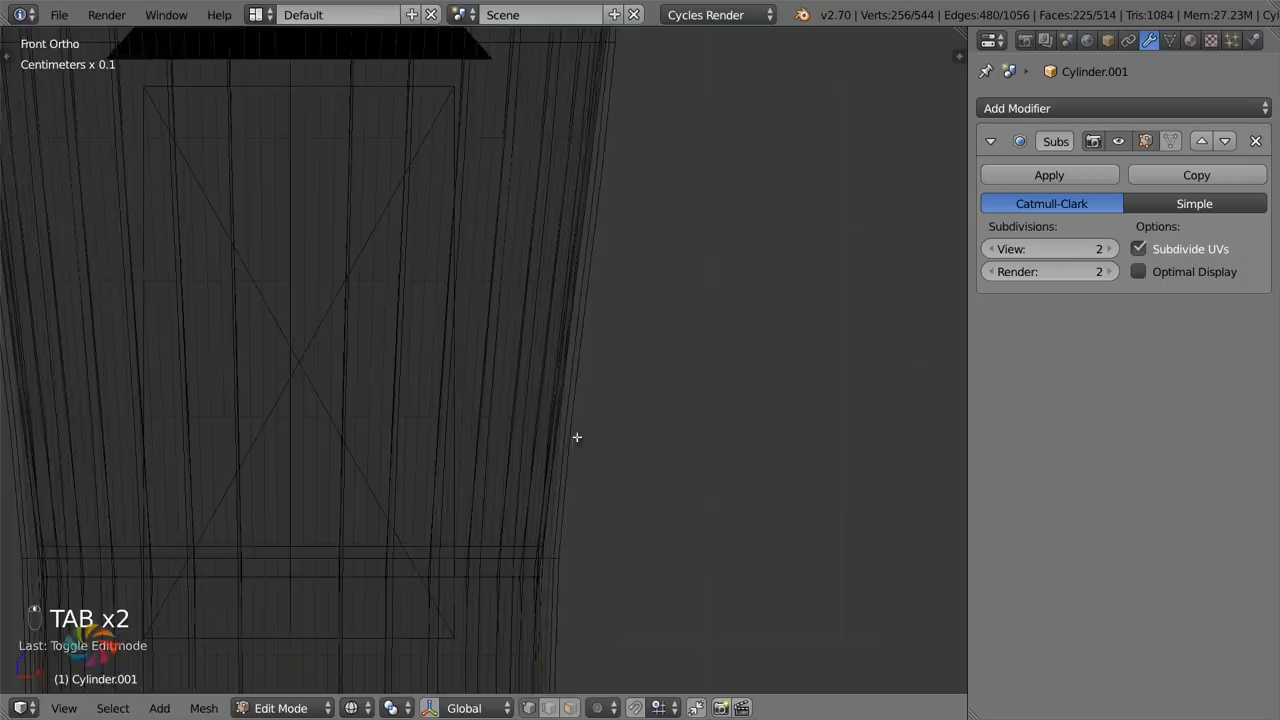 File Render Window Help Default Scene Cycles Render v2.70 | Verts:256/544 | Edges:480/1056 | Faces:225/514 | Tris:1084 | Mem:27.23M | Cyl
Front Ortho
Centimeters x 0.1
Cylinder.001
Add Modifier
Subs
Apply Copy
Catmull-Clark Simple
Subdivisions: Options:
View: 2 Subdivide UVs
Render: 2 Optimal Display
TAB x2
Last: Toggle Editmode
(1) Cylinder.001
View Select Add Mesh Edit Mode Global